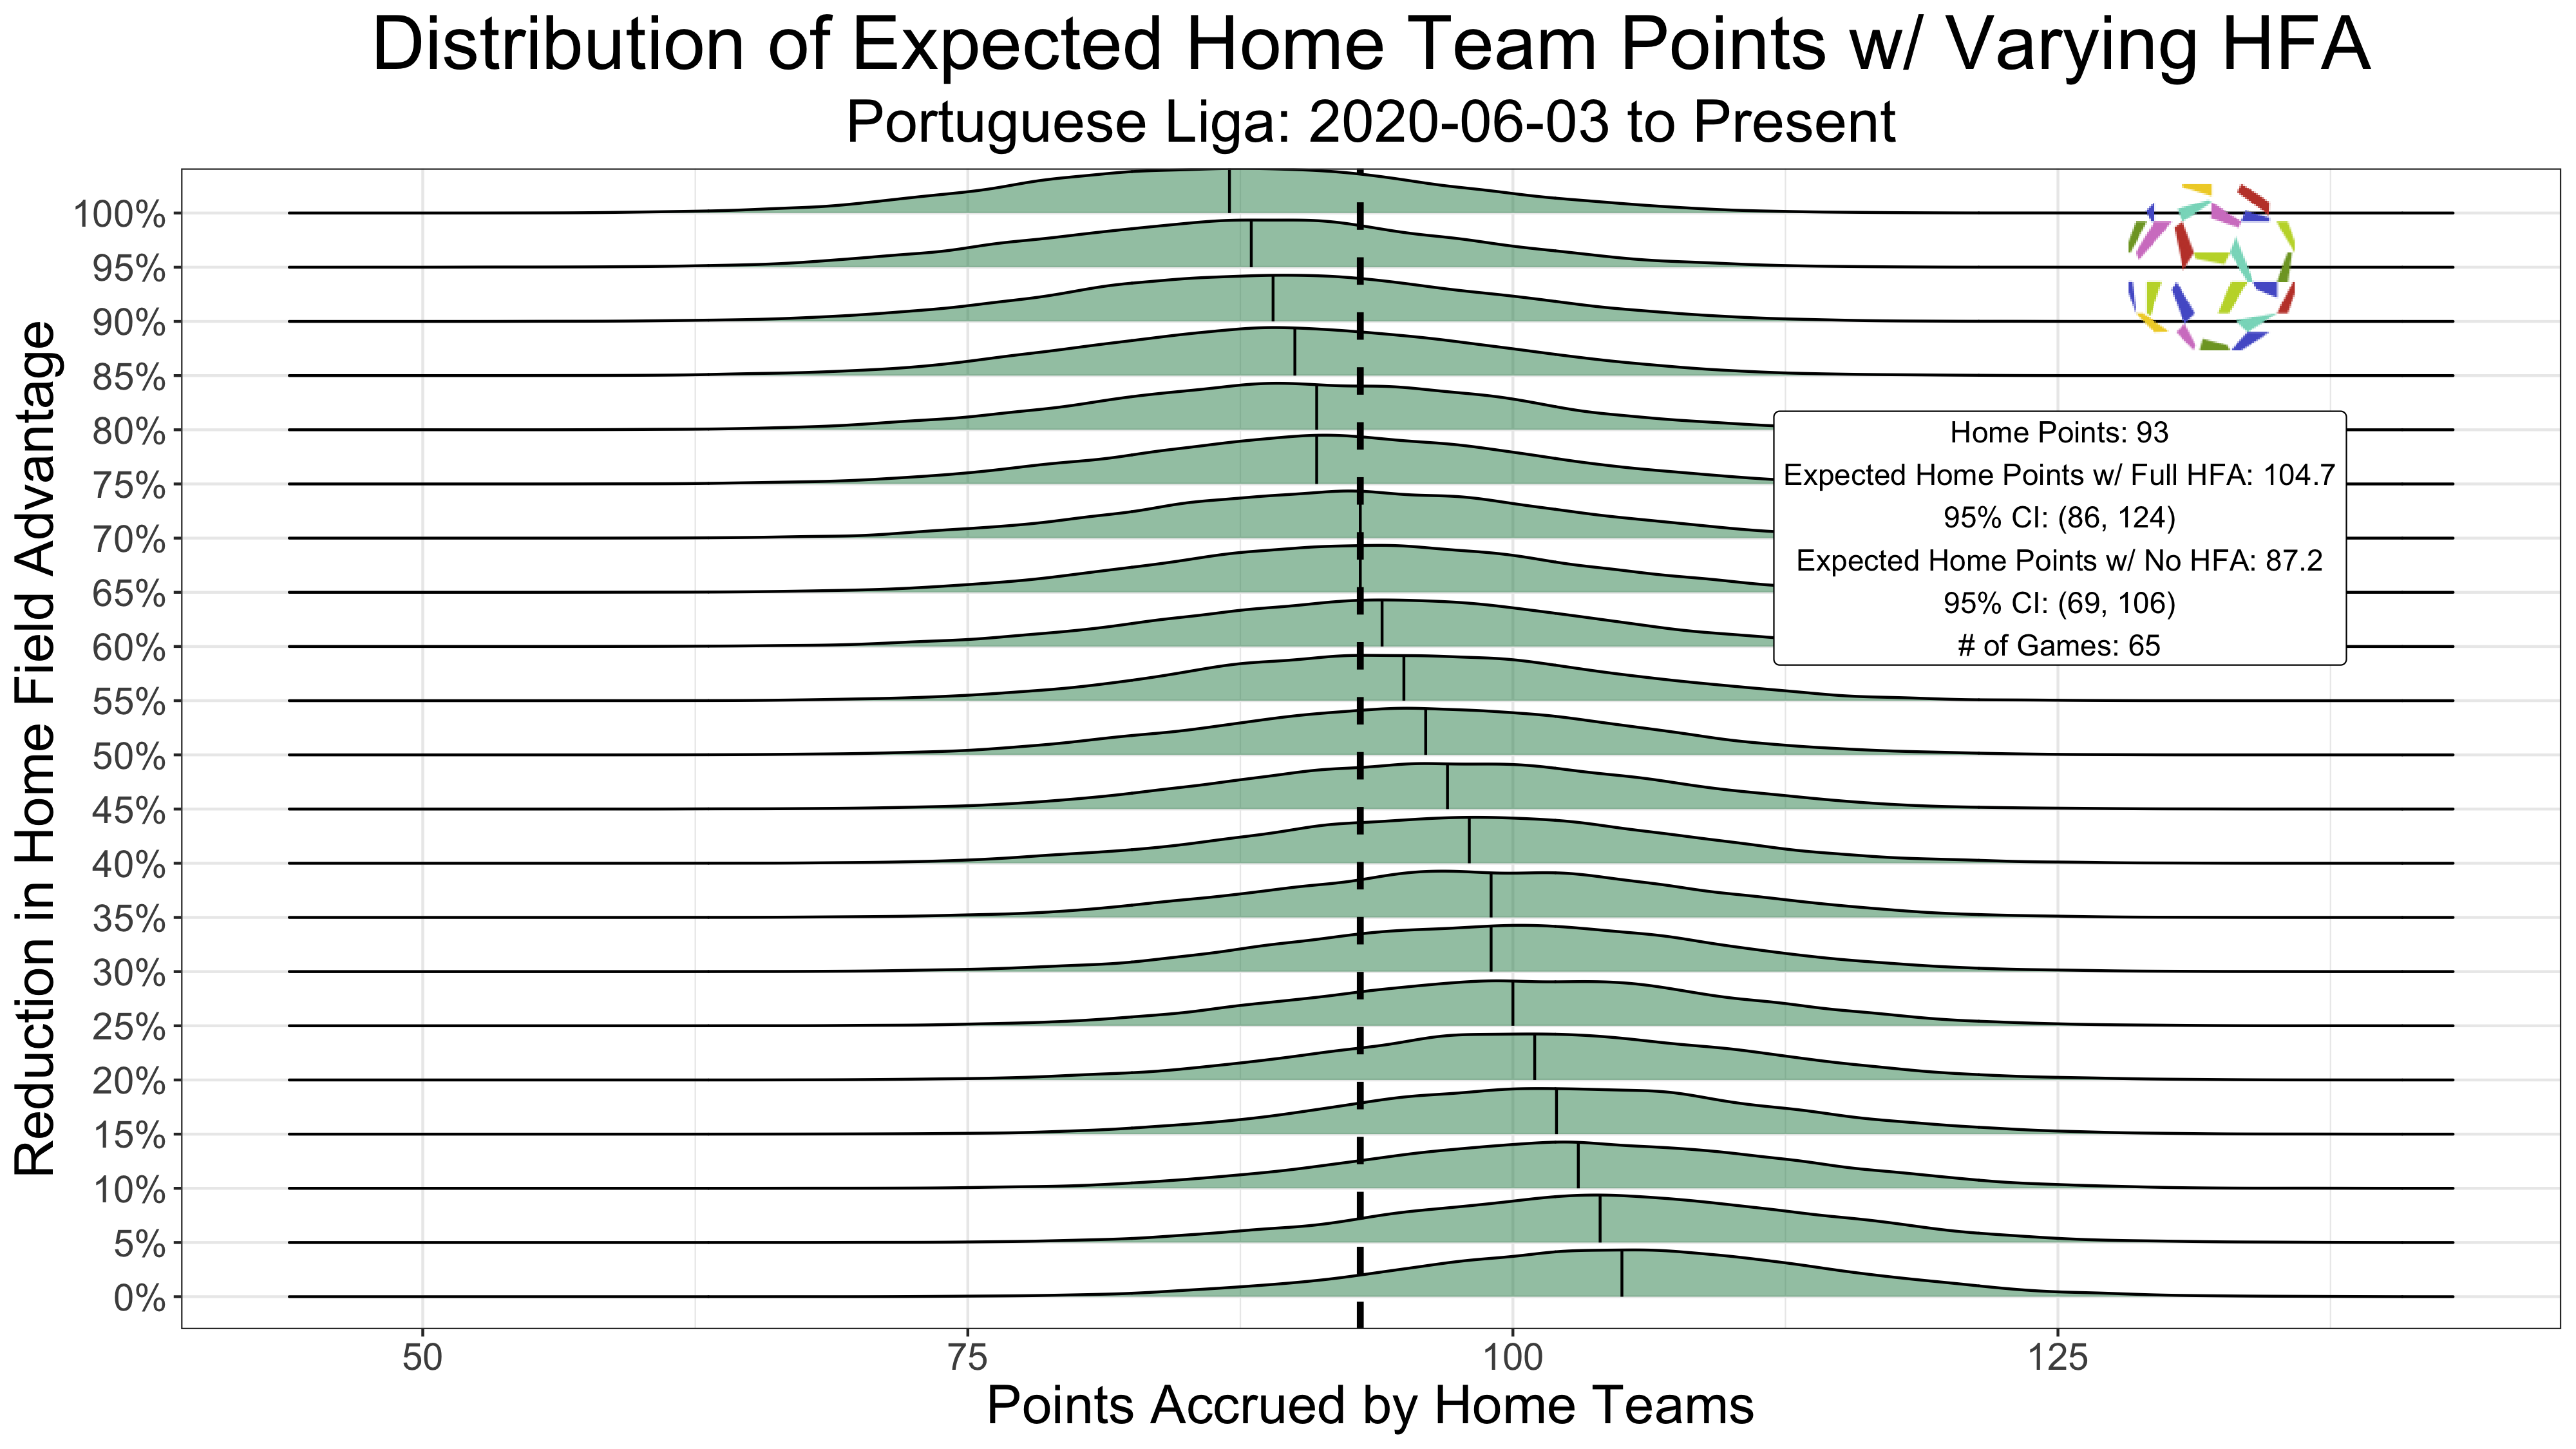 Distribution of Expected Home Team Points w/ Varying HFA
Portuguese Liga: 2020-06-03 to Present
Reduction in Home Field Advantage
100%
95%
90%
85%
80%
75%
70%
65%
60%
55%
50%
45%
40%
35%
30%
25%
20%
15%
10%
5%
0%
Home Points: 93
Expected Home Points w/ Full HFA: 104.7
95% CI: (86, 124)
Expected Home Points w/ No HFA: 87.2
95% CI: (69, 106)
# of Games: 65
50 75 100 125
Points Accrued by Home Teams